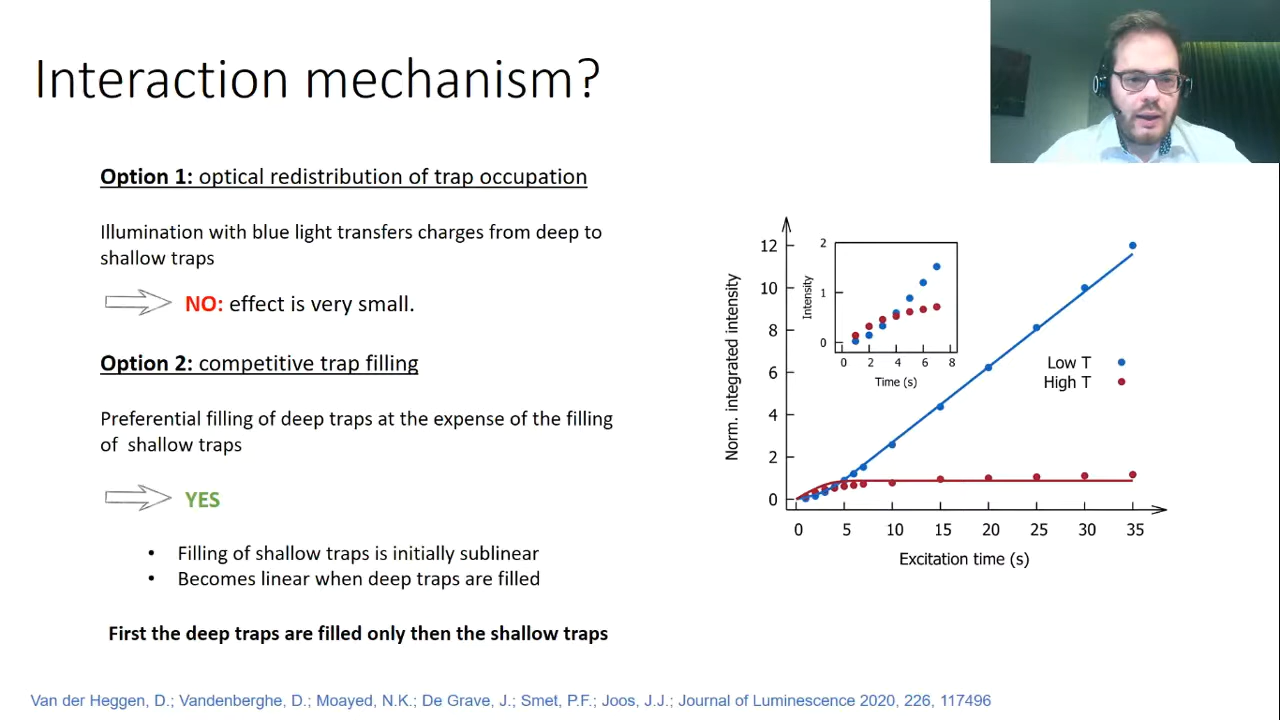 Interaction mechanism?
Option 1: optical redistribution of trap occupation
Illumination with blue light transfers charges from deep to
shallow traps
NO: effect is very small.
Option 2: competitive trap filling
Preferential filling of deep traps at the expense of the filling
of shallow traps
YES
• Filling of shallow traps is initially sublinear
• Becomes linear when deep traps are filled
First the deep traps are filled only then the shallow traps
Norm. integrated intensity
12
10
8
6
4
2
0
0 5 10 15 20 25 30 35
Excitation time (s)
Intensity
2
1
0
0 2 4 6 8
Time (s)
Low T
High T
Van der Heggen, D.; Vandenberghe, D.; Moayed, N.K.; De Grave, J.; Smet, P.F.; Joos, J.J.; Journal of Luminescence 2020, 226, 117496